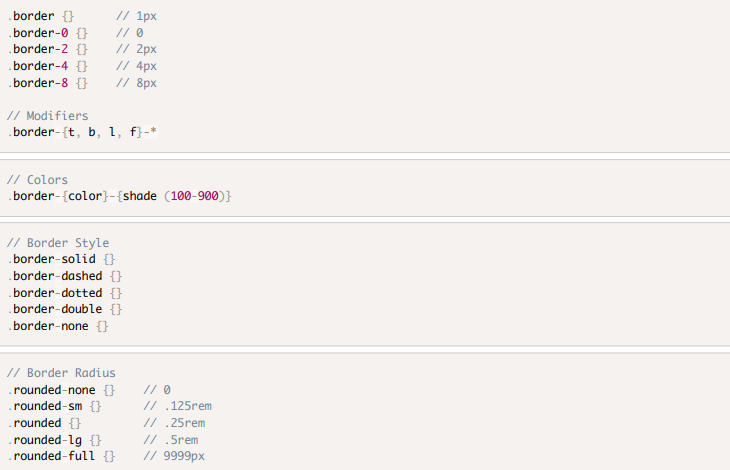 .border {}      // 1px
.border-0 {}    // 0
.border-2 {}    // 2px
.border-4 {}    // 4px
.border-8 {}    // 8px
// Modifiers
.border-{t, b, l, f}-*
// Colors
.border-{color}-{shade (100-900)}
// Border Style
.border-solid {}
.border-dashed {}
.border-dotted {}
.border-double {}
.border-none {}
// Border Radius
.rounded-none {}    // 0
.rounded-sm {}      // .125rem
.rounded {}         // .25rem
.rounded-lg {}      // .5rem
.rounded-full {}    // 9999px